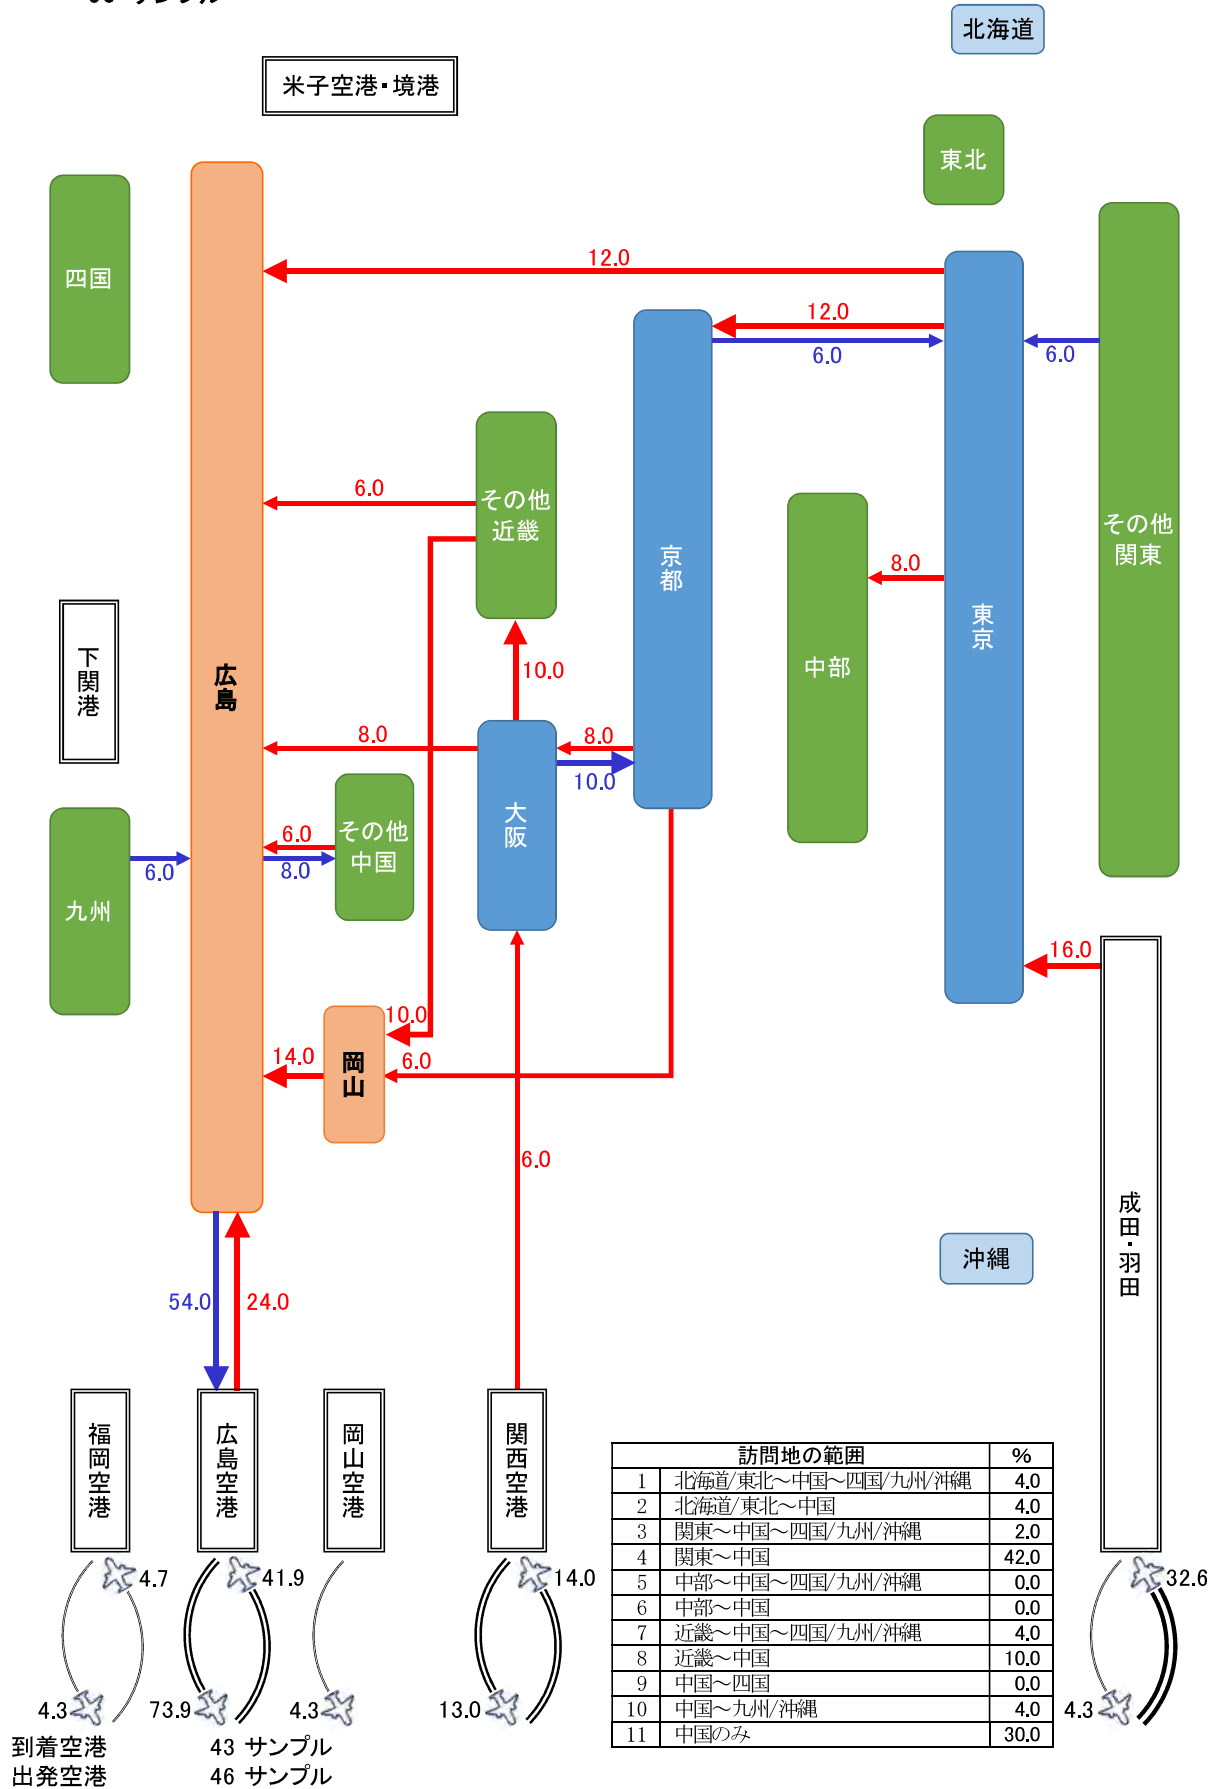 北海道
米子空港・境港
東北
四国
12.0
12.0
6.0
6.0
6.0
その他
近畿
京都
その他
関東
8.0
東京
中部
下関港
広島
10.0
8.0
8.0
10.0
大阪
その他
中国
6.0
8.0
6.0
九州
16.0
10.0
14.0
岡山
6.0
6.0
成田・羽田
沖縄
54.0
24.0
福岡空港
広島空港
岡山空港
関西空港
訪問地の範囲 %
1 北海道/東北～中国～四国/九州/沖縄 4.0
2 北海道/東北～中国 4.0
3 関東～中国～四国/九州/沖縄 2.0
4 関東～中国 42.0
5 中部～中国～四国/九州/沖縄 0.0
6 中部～中国 0.0
7 近畿～中国～四国/九州/沖縄 4.0
8 近畿～中国 10.0
9 中国～四国 0.0
10 中国～九州/沖縄 4.0
11 中国のみ 30.0
4.7
41.9
14.0
32.6
4.3
73.9
4.3
13.0
4.3
到着空港 43 サンプル
出発空港 46 サンプル